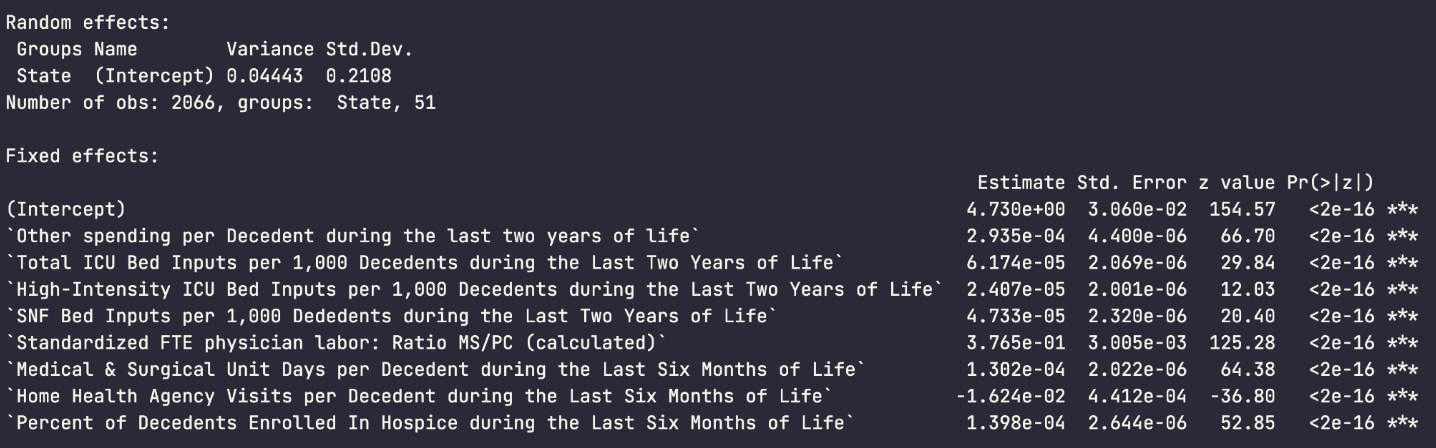 Random effects:
 Groups Name        Variance Std.Dev.
 State  (Intercept) 0.04443  0.2108
Number of obs: 2066, groups:  State, 51

Fixed effects:
Estimate Std. Error z value Pr(>|z|)
(Intercept) 4.730e+00 3.060e-02 154.57 <2e-16 ***
`Other spending per Decedent during the last two years of life` 2.935e-04 4.400e-06 66.70 <2e-16 ***
`Total ICU Bed Inputs per 1,000 Decedents during the Last Two Years of Life` 6.174e-05 2.069e-06 29.84 <2e-16 ***
`High-Intensity ICU Bed Inputs per 1,000 Decedents during the Last Two Years of Life` 2.407e-05 2.001e-06 12.03 <2e-16 ***
`SNF Bed Inputs per 1,000 Dededents during the Last Two Years of Life` 4.733e-05 2.320e-06 20.40 <2e-16 ***
`Standardized FTE physician labor: Ratio MS/PC (calculated)` 3.765e-01 3.005e-03 125.28 <2e-16 ***
`Medical & Surgical Unit Days per Decedent during the Last Six Months of Life` 1.302e-04 2.022e-06 64.38 <2e-16 ***
`Home Health Agency Visits per Decedent during the Last Six Months of Life` -1.624e-02 4.412e-04 -36.80 <2e-16 ***
`Percent of Decedents Enrolled In Hospice during the Last Six Months of Life` 1.398e-04 2.644e-06 52.85 <2e-16 ***